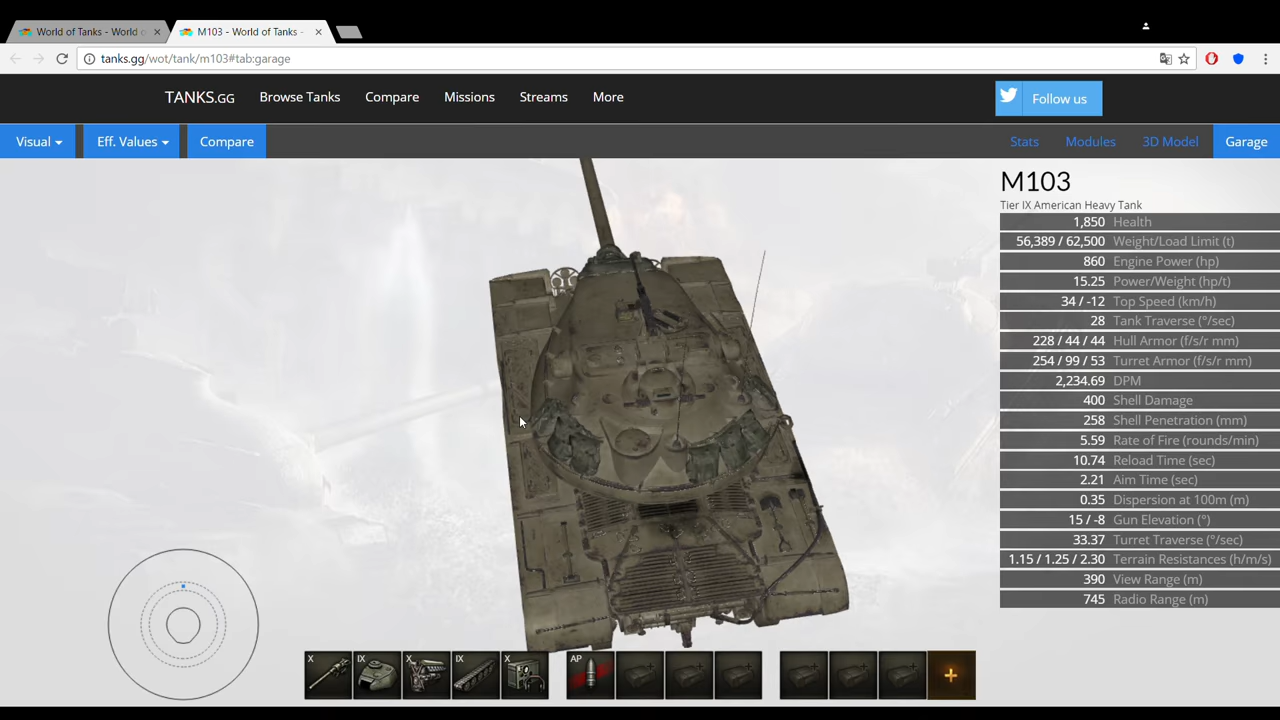 World of Tanks - World o
M103 - World of Tanks -
tanks.gg/wot/tank/m103#tab:garage
TANKS.GG
Browse Tanks
Compare
Missions
Streams
More
Follow us
Visual
Eff. Values
Compare
Stats
Modules
3D Model
Garage
M103
Tier IX American Heavy Tank
1,850 Health
56,389 / 62,500 Weight/Load Limit (t)
860 Engine Power (hp)
15.25 Power/Weight (hp/t)
34 / -12 Top Speed (km/h)
28 Tank Traverse (°/sec)
228 / 44 / 44 Hull Armor (f/s/r mm)
254 / 99 / 53 Turret Armor (f/s/r mm)
2,234.69 DPM
400 Shell Damage
258 Shell Penetration (mm)
5.59 Rate of Fire (rounds/min)
10.74 Reload Time (sec)
2.21 Aim Time (sec)
0.35 Dispersion at 100m (m)
15 / -8 Gun Elevation (°)
33.37 Turret Traverse (°/sec)
1.15 / 1.25 / 2.30 Terrain Resistances (h/m/s)
390 View Range (m)
745 Radio Range (m)
X
IX
X
IX
X
AP